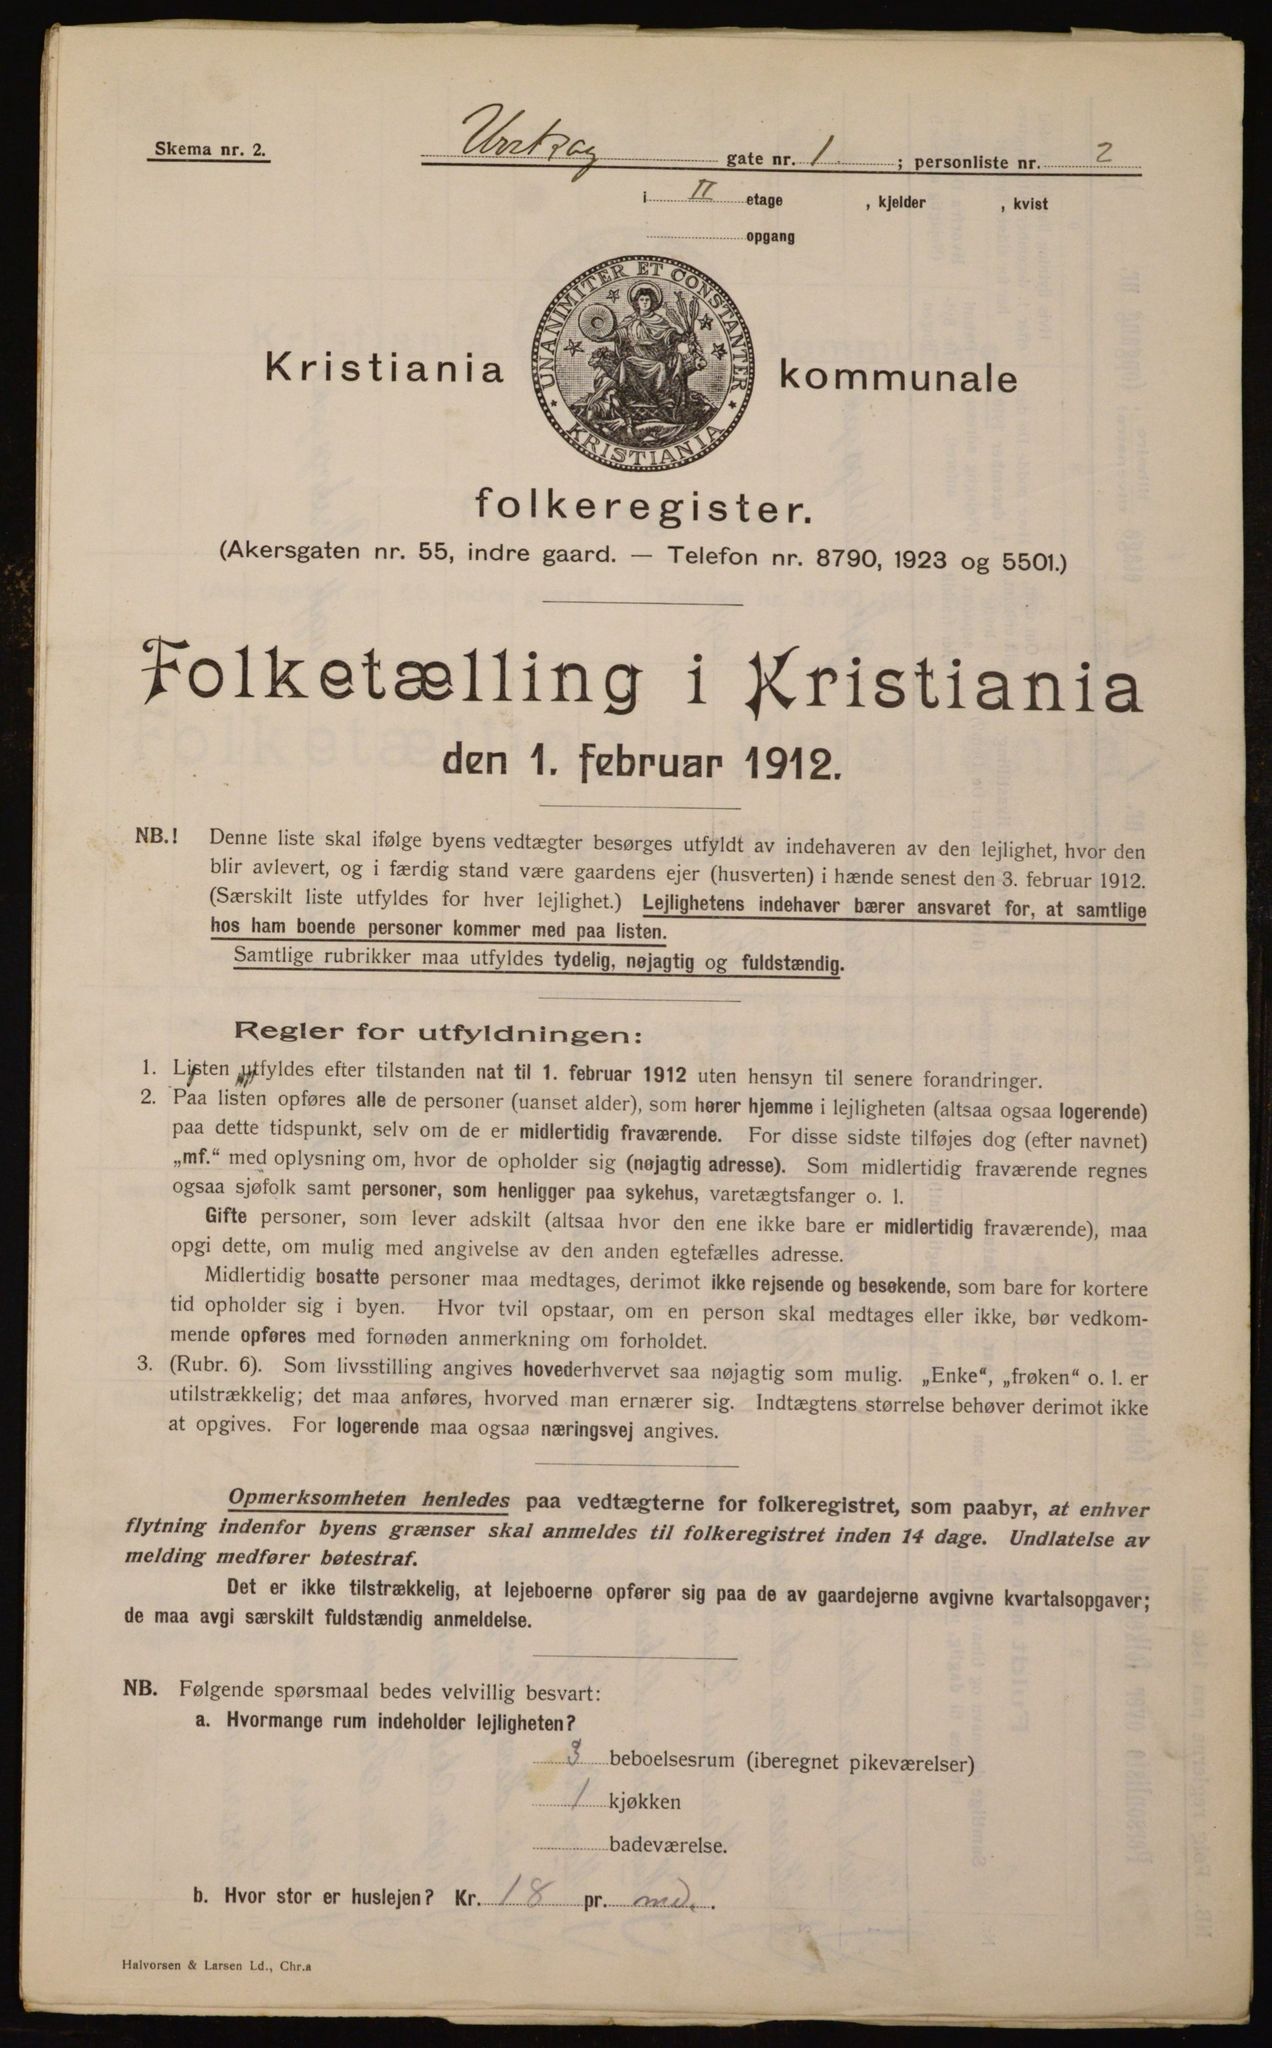 Skema nr. 2.
gate nr. 1 ; personliste nr. 2
i II etage , kjelder , kvist
opgang
UNANIMITER ET CONSTANTER
KRISTIANIA
Kristiania kommunale
folkeregister.
(Akersgaten nr. 55, indre gaard. — Telefon nr. 8790, 1923 og 5501.)
Folketælling i Kristiania
den 1. februar 1912.
NB.! Denne liste skal ifølge byens vedtægter besørges utfyldt av indehaveren av den lejlighet, hvor den
blir avlevert, og i færdig stand være gaardens ejer (husverten) i hænde senest den 3. februar 1912.
(Særskilt liste utfyldes for hver lejlighet.) Lejlighetens indehaver bærer ansvaret for, at samtlige
hos ham boende personer kommer med paa listen.
Samtlige rubrikker maa utfyldes tydelig, nøjagtig og fuldstændig.
Regler for utfyldningen:
1. Listen utfyldes efter tilstanden nat til 1. februar 1912 uten hensyn til senere forandringer.
2. Paa listen opføres alle de personer (uanset alder), som hører hjemme i lejligheten (altsaa ogsaa logerende)
paa dette tidspunkt, selv om de er midlertidig fraværende. For disse sidste tilføjes dog (efter navnet)
„mf.“ med oplysning om, hvor de opholder sig (nøjagtig adresse). Som midlertidig fraværende regnes
ogsaa sjøfolk samt personer, som henligger paa sykehus, varetægtsfanger o. l.
Gifte personer, som lever adskilt (altsaa hvor den ene ikke bare er midlertidig fraværende), maa
opgi dette, om mulig med angivelse av den anden egtefælles adresse.
Midlertidig bosatte personer maa medtages, derimot ikke rejsende og besøkende, som bare for kortere
tid opholder sig i byen. Hvor tvil opstaar, om en person skal medtages eller ikke, bør vedkom-
mende opføres med fornøden anmerkning om forholdet.
3. (Rubr. 6). Som livsstilling angives hovederhvervet saa nøjagtig som mulig. „Enke“, „frøken“ o. l. er
utilstrækkelig; det maa anføres, hvorved man ernærer sig. Indtægtens størrelse behøver derimot ikke
at opgives. For logerende maa ogsaa næringsvej angives.
Opmerksomheten henledes paa vedtægterne for folkeregistret, som paabyr, at enhver
flytning indenfor byens grænser skal anmeldes til folkeregistret inden 14 dage. Undlatelse av
melding medfører bøtestraf.
Det er ikke tilstrækkelig, at lejeboerne opfører sig paa de av gaardejerne avgivne kvartalsopgaver;
de maa avgi særskilt fuldstændig anmeldelse.
NB. Følgende spørsmaal bedes velvillig besvart:
a. Hvormange rum indeholder lejligheten?
3 beboelsesrum (iberegnet pikeværelser)
1 kjøkken
badeværelse.
b. Hvor stor er huslejen? Kr. 18 pr. md.
Halvorsen & Larsen Ld., Chr.a